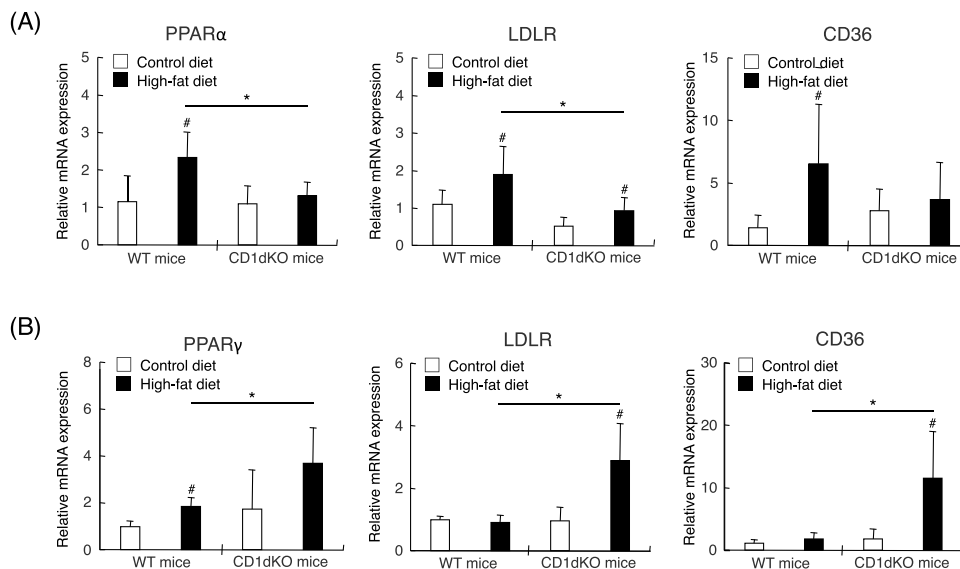 (A)
PPARα
Control diet
High-fat diet
Relative mRNA expression
5
4
3
2
1
0
#
*
WT mice
CD1dKO mice
LDLR
Control diet
High-fat diet
Relative mRNA expression
5
4
3
2
1
0
#
*
#
WT mice
CD1dKO mice
CD36
Control diet
High-fat diet
Relative mRNA expression
15
10
5
0
#
WT mice
CD1dKO mice
(B)
PPARγ
Control diet
High-fat diet
Relative mRNA expression
8
6
4
2
0
#
*
WT mice
CD1dKO mice
LDLR
Control diet
High-fat diet
Relative mRNA expression
6
4
2
0
*
#
WT mice
CD1dKO mice
CD36
Control diet
High-fat diet
Relative mRNA expression
30
20
10
0
*
#
WT mice
CD1dKO mice